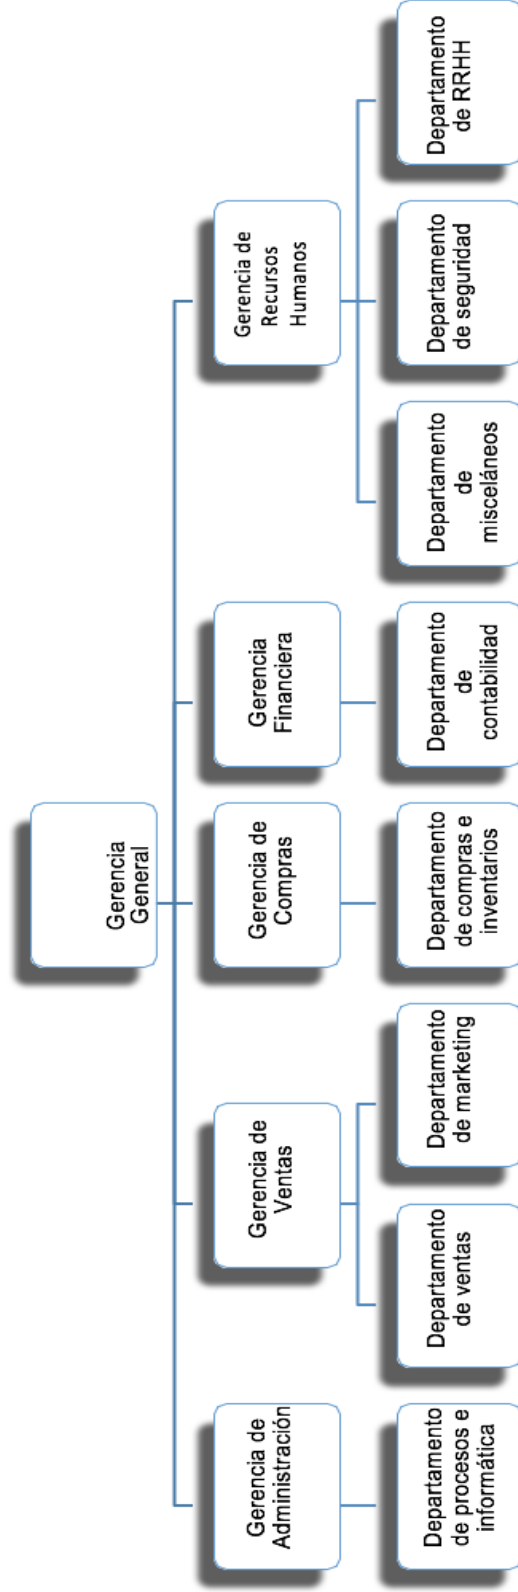 Gerencia
General
Gerencia de
Administración
Gerencia de
Ventas
Gerencia de
Compras
Gerencia
Financiera
Gerencia de
Recursos
Humanos
Departamento
de procesos e
informática
Departamento
de ventas
Departamento
de marketing
Departamento
de compras e
inventarios
Departamento
de
contabilidad
Departamento
de
misceláneos
Departamento
de seguridad
Departamento
de RRHH